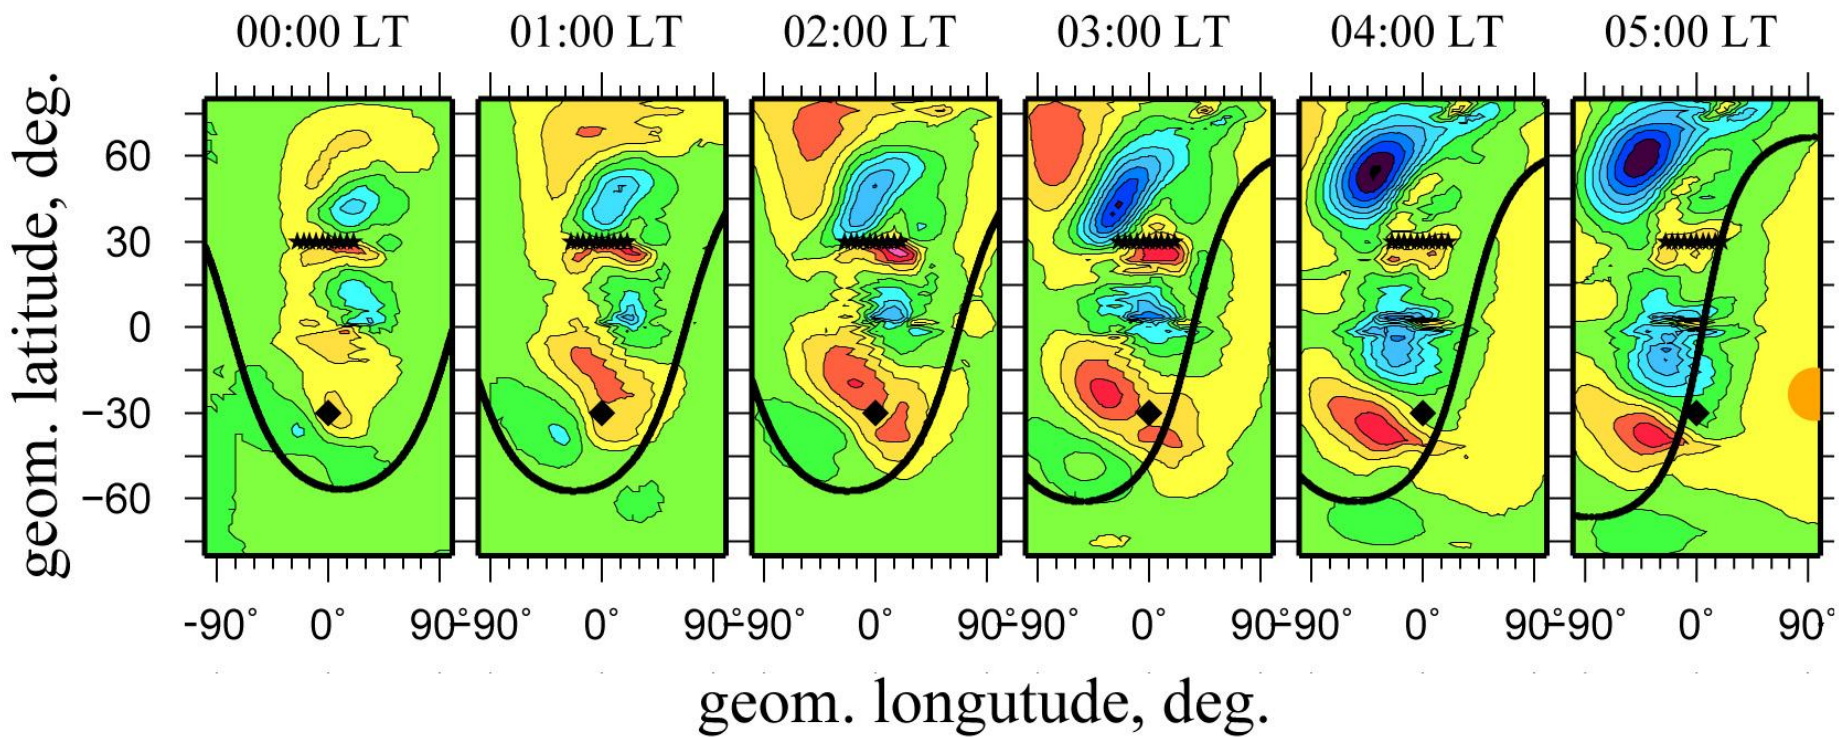 00:00 LT 01:00 LT 02:00 LT 03:00 LT 04:00 LT 05:00 LT
geom. latitude, deg.
60
30
0
−30
−60
-90° 0° 90° -90° 0° 90° -90° 0° 90° -90° 0° 90° -90° 0° 90° -90° 0° 90°
geom. longutude, deg.